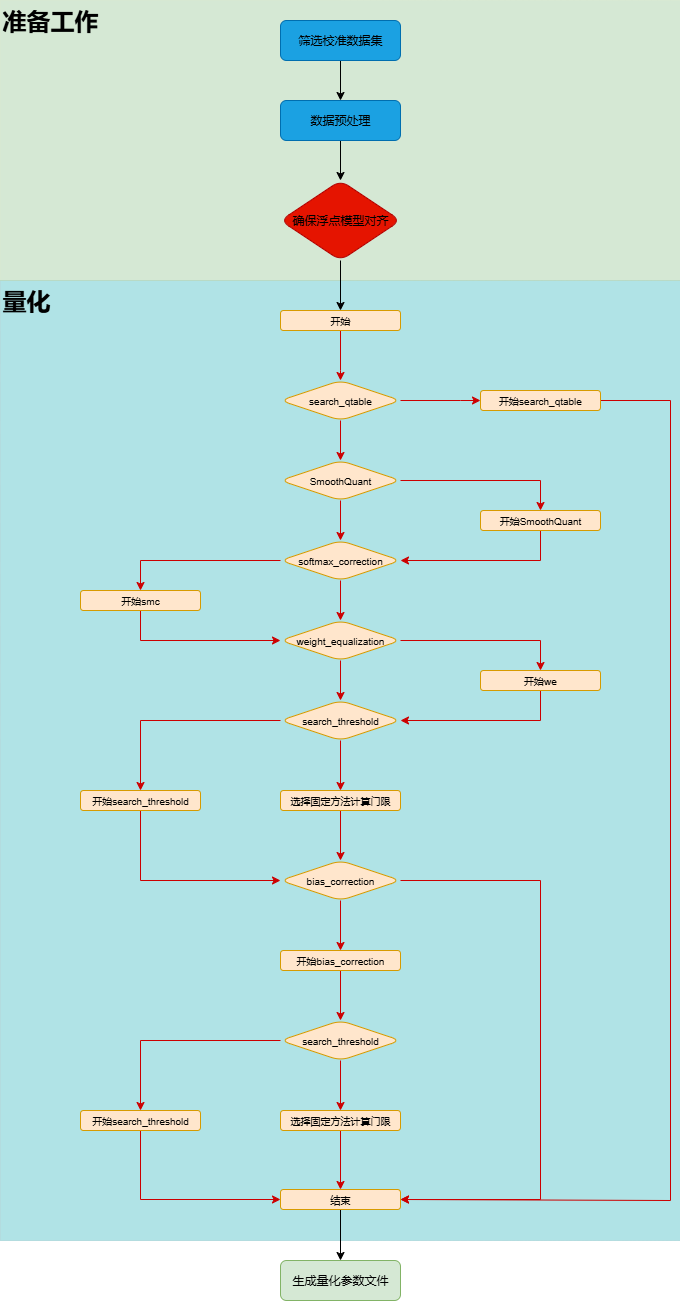 准备工作
筛选校准数据集
数据预处理
确保浮点模型对齐
量化
开始
search_qtable
开始search_qtable
SmoothQuant
开始SmoothQuant
softmax_correction
开始smc
weight_equalization
开始we
search_threshold
开始search_threshold
选择固定方法计算门限
bias_correction
开始bias_correction
search_threshold
开始search_threshold
选择固定方法计算门限
结束
生成量化参数文件